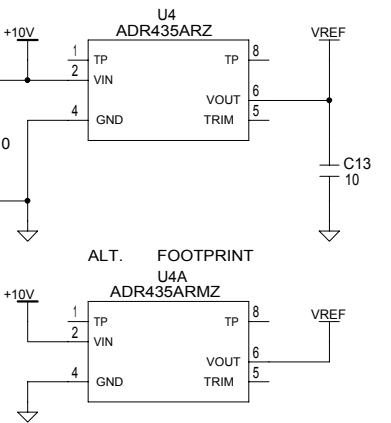 U4
ADR435ARZ
+10V
VREF
1 TP TP 8
2 VIN
VOUT 6
4 GND TRIM 5
0
C13
10
ALT. FOOTPRINT
U4A
ADR435ARMZ
+10V
VREF
1 TP TP 8
2 VIN
VOUT 6
4 GND TRIM 5